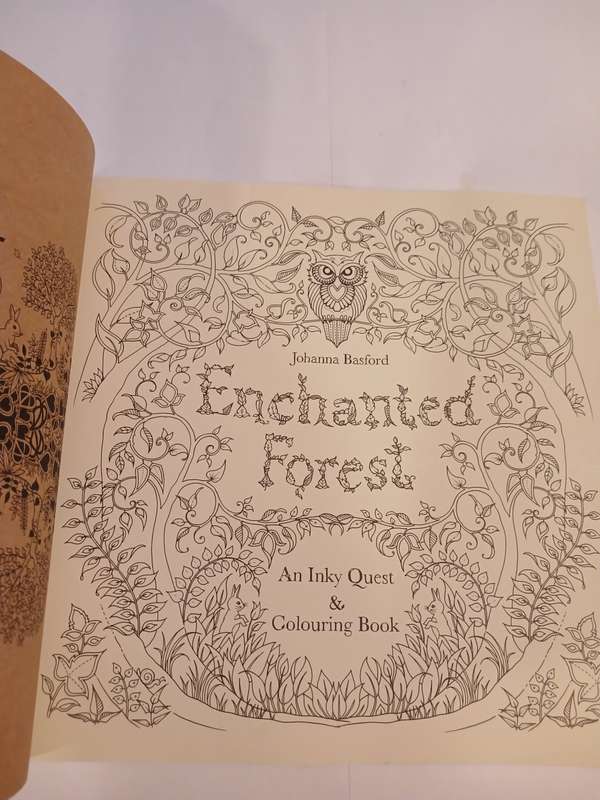 Johanna Basford
Enchanted
Forest
An Inky Quest
&
Colouring Book